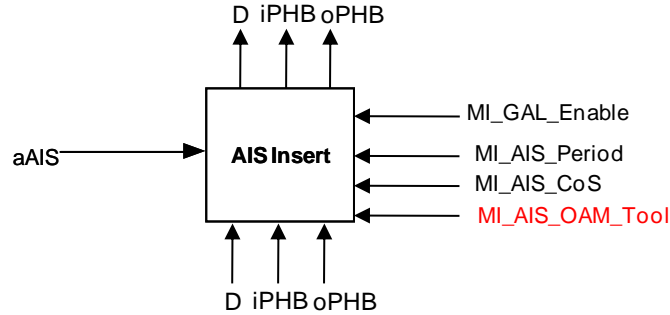 D iPHB oPHB
MI_GAL_Enable
aAIS
AIS Insert
MI_AIS_Period
MI_AIS_CoS
MI_AIS_OAM_Tool
D iPHB oPHB